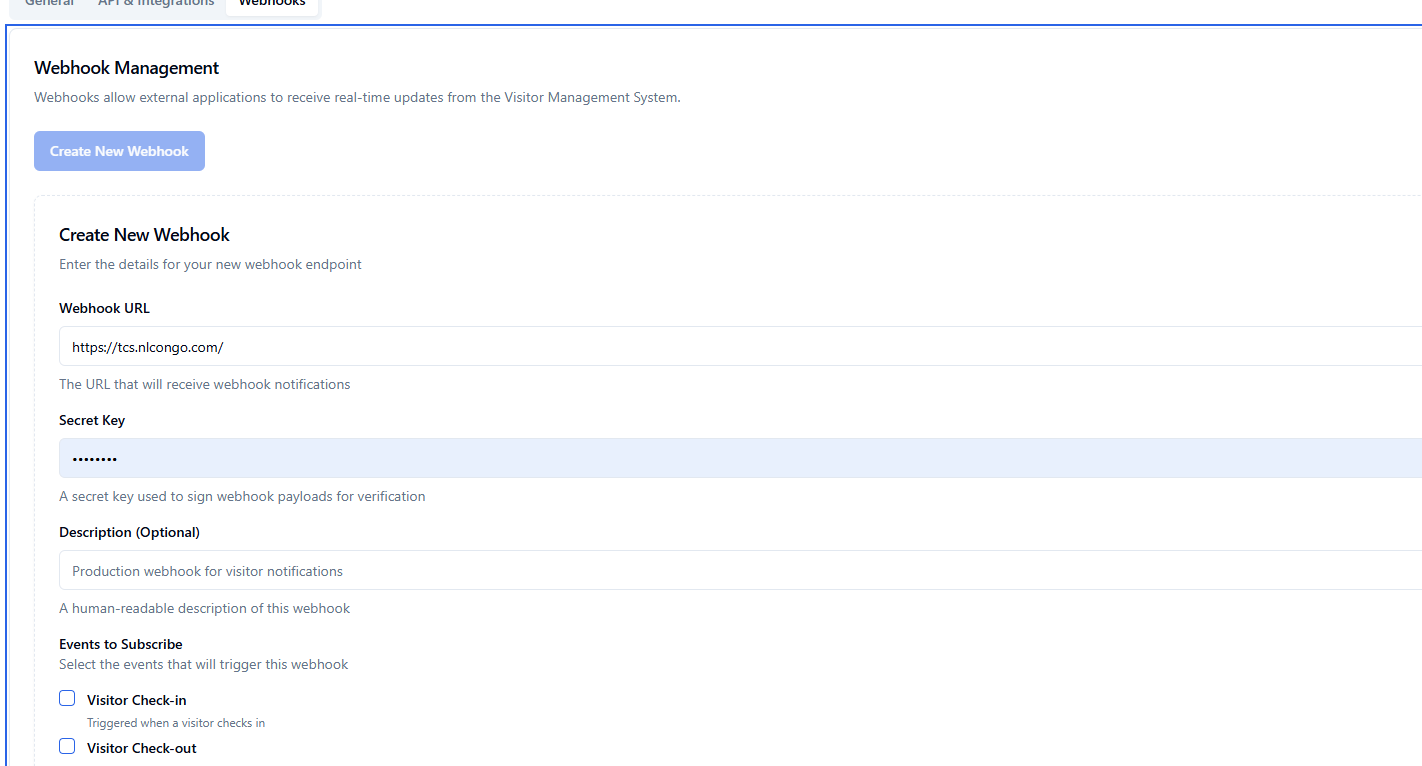 General API & Integrations Webhooks
Webhook Management
Webhooks allow external applications to receive real-time updates from the Visitor Management System.
Create New Webhook
Create New Webhook
Enter the details for your new webhook endpoint
Webhook URL
https://tcs.nlcongo.com/
The URL that will receive webhook notifications
Secret Key
••••••••
A secret key used to sign webhook payloads for verification
Description (Optional)
Production webhook for visitor notifications
A human-readable description of this webhook
Events to Subscribe
Select the events that will trigger this webhook
Visitor Check-in
Triggered when a visitor checks in
Visitor Check-out